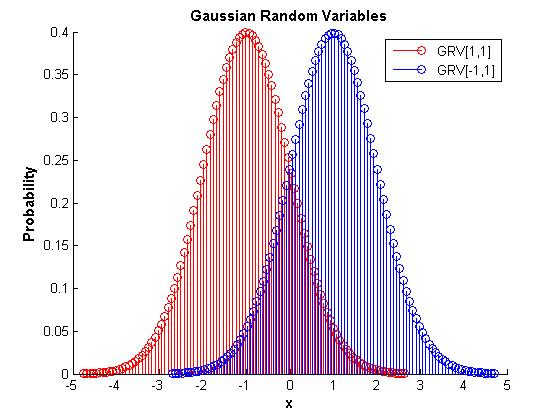 Gaussian Random Variables
GRV[1,1]
GRV[-1,1]
Probability
0.4
0.35
0.3
0.25
0.2
0.15
0.1
0.05
0
-5 -4 -3 -2 -1 0 1 2 3 4 5
x